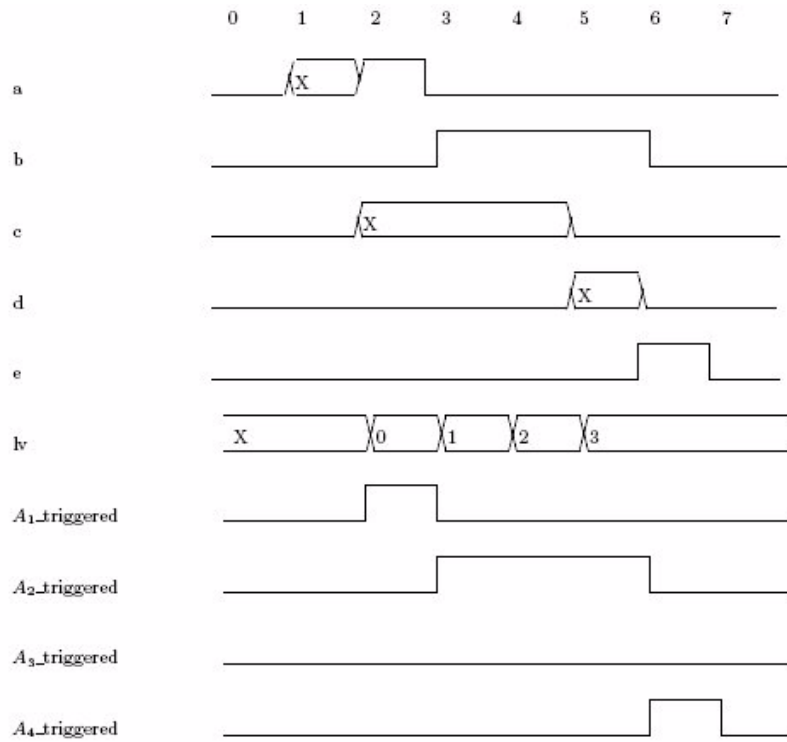 0 1 2 3 4 5 6 7
a X
b
c X
d X
e
lv X 0 1 2 3
A1_triggered
A2_triggered
A3_triggered
A4_triggered